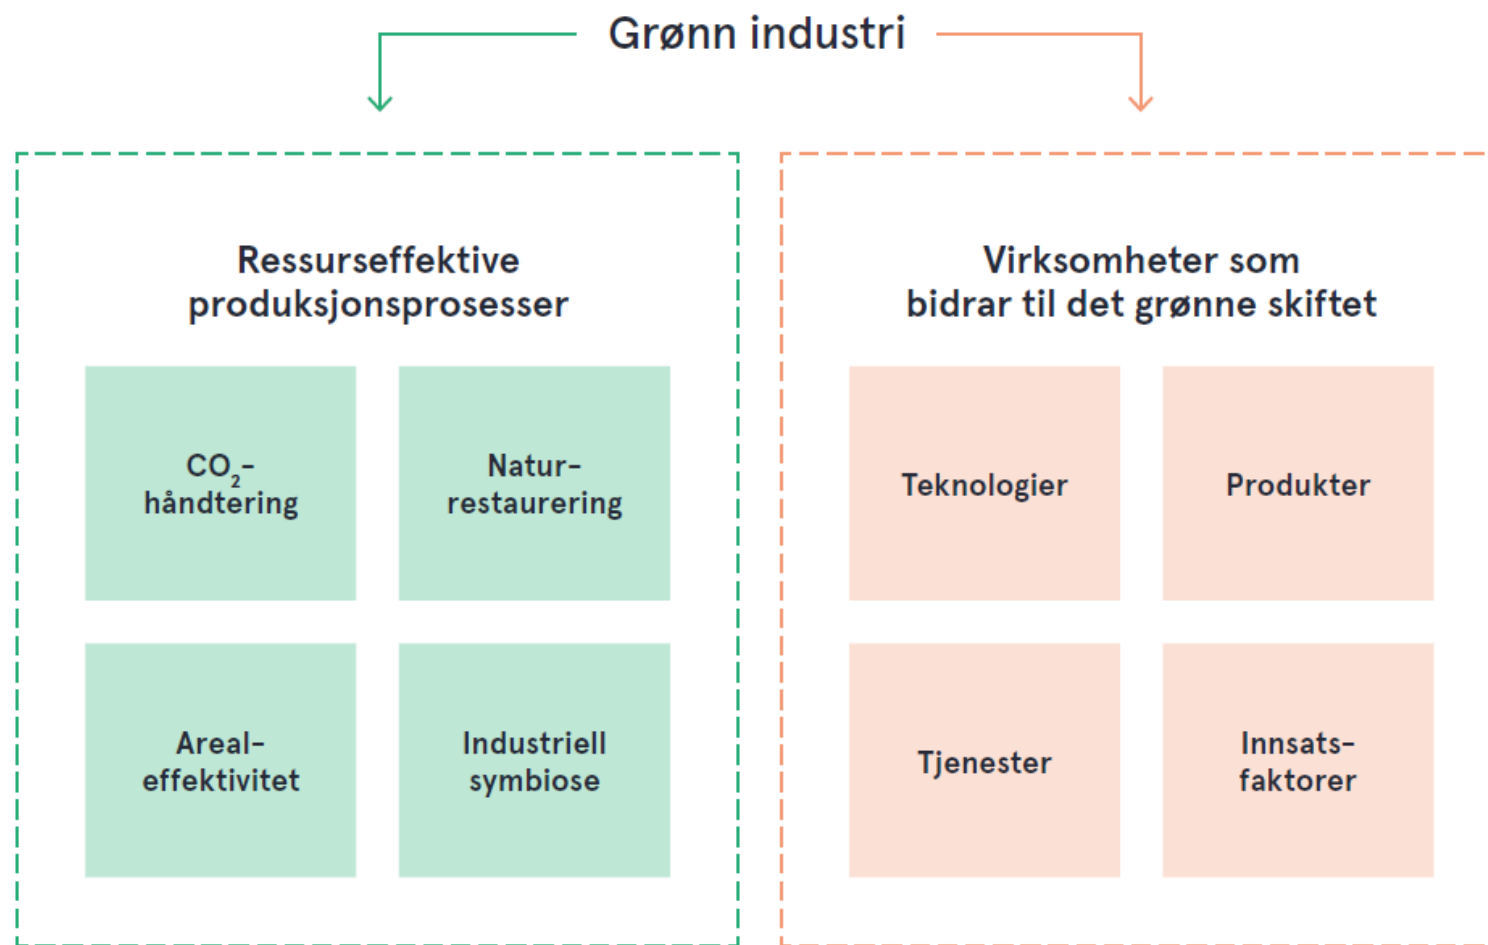 Grønn industri
Ressurseffektive
produksjonsprosesser
CO₂-
håndtering
Natur-
restaurering
Areal-
effektivitet
Industriell
symbiose
Virksomheter som
bidrar til det grønne skiftet
Teknologier
Produkter
Tjenester
Innsats-
faktorer